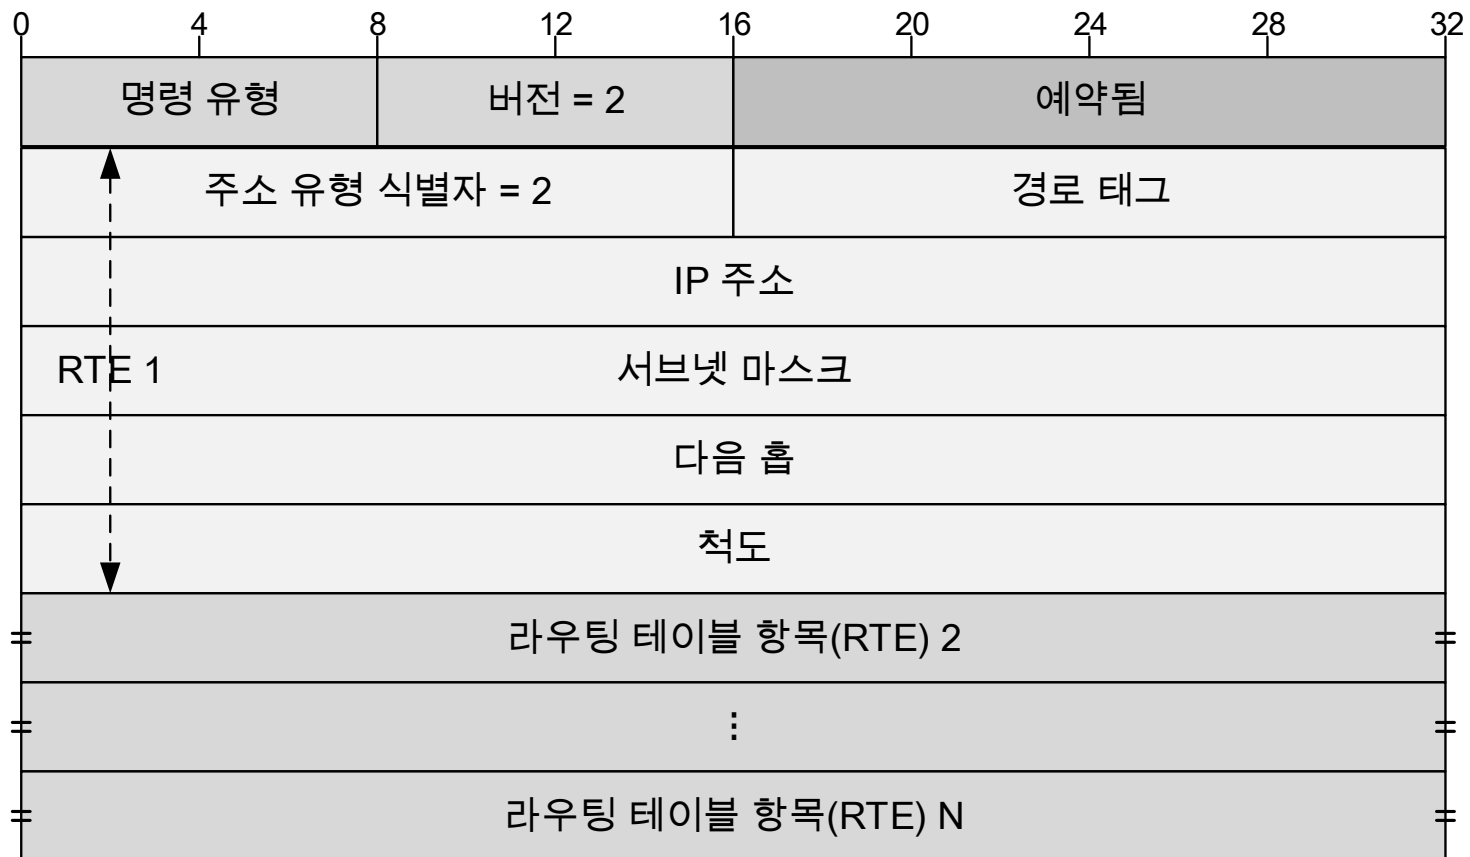 0 4 8 12 16 20 24 28 32
명령 유형 버전 = 2 예약됨
주소 유형 식별자 = 2 경로 태그
IP 주소
RTE 1 서브넷 마스크
다음 홉
척도
라우팅 테이블 항목(RTE) 2
⋮
라우팅 테이블 항목(RTE) N